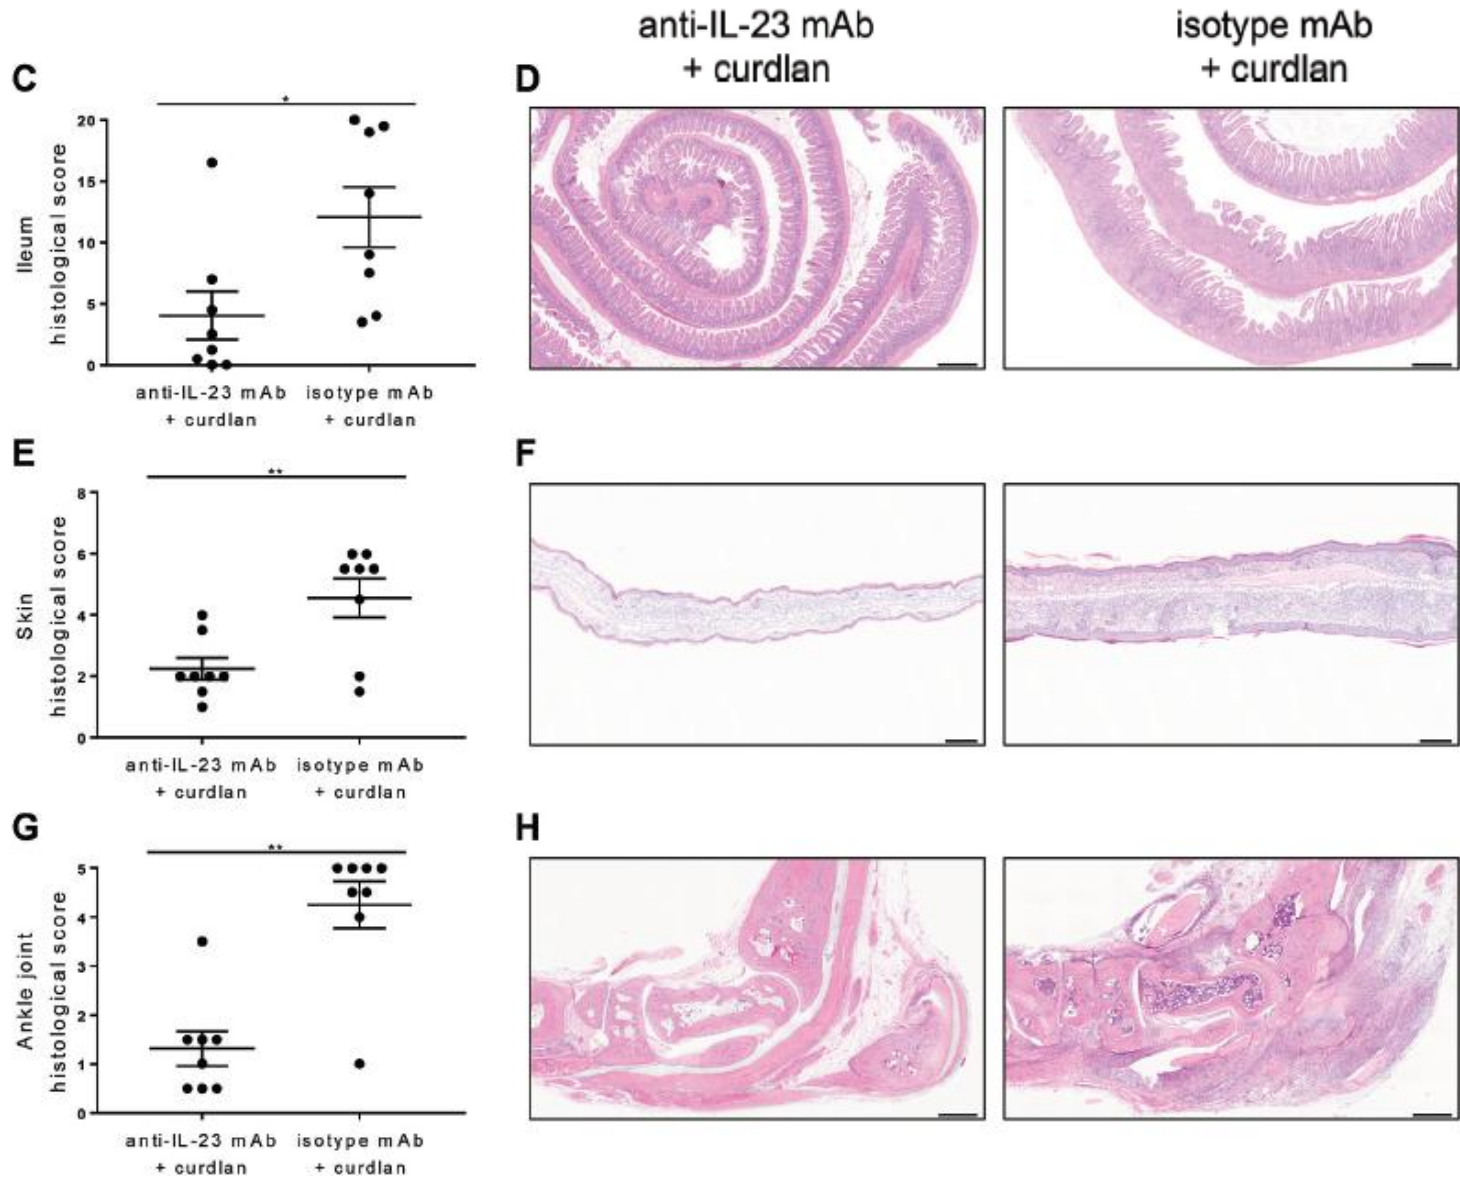 anti-IL-23 mAb
+ curdlan
isotype mAb
+ curdlan
C
D
*
Ileum
histological score
20
15
10
5
0
anti-IL-23 mAb
+ curdlan
isotype mAb
+ curdlan
E
F
**
Skin
histological score
8
6
4
2
0
anti-IL-23 mAb
+ curdlan
isotype mAb
+ curdlan
G
H
**
Ankle joint
histological score
5
4
3
2
1
0
anti-IL-23 mAb
+ curdlan
isotype mAb
+ curdlan